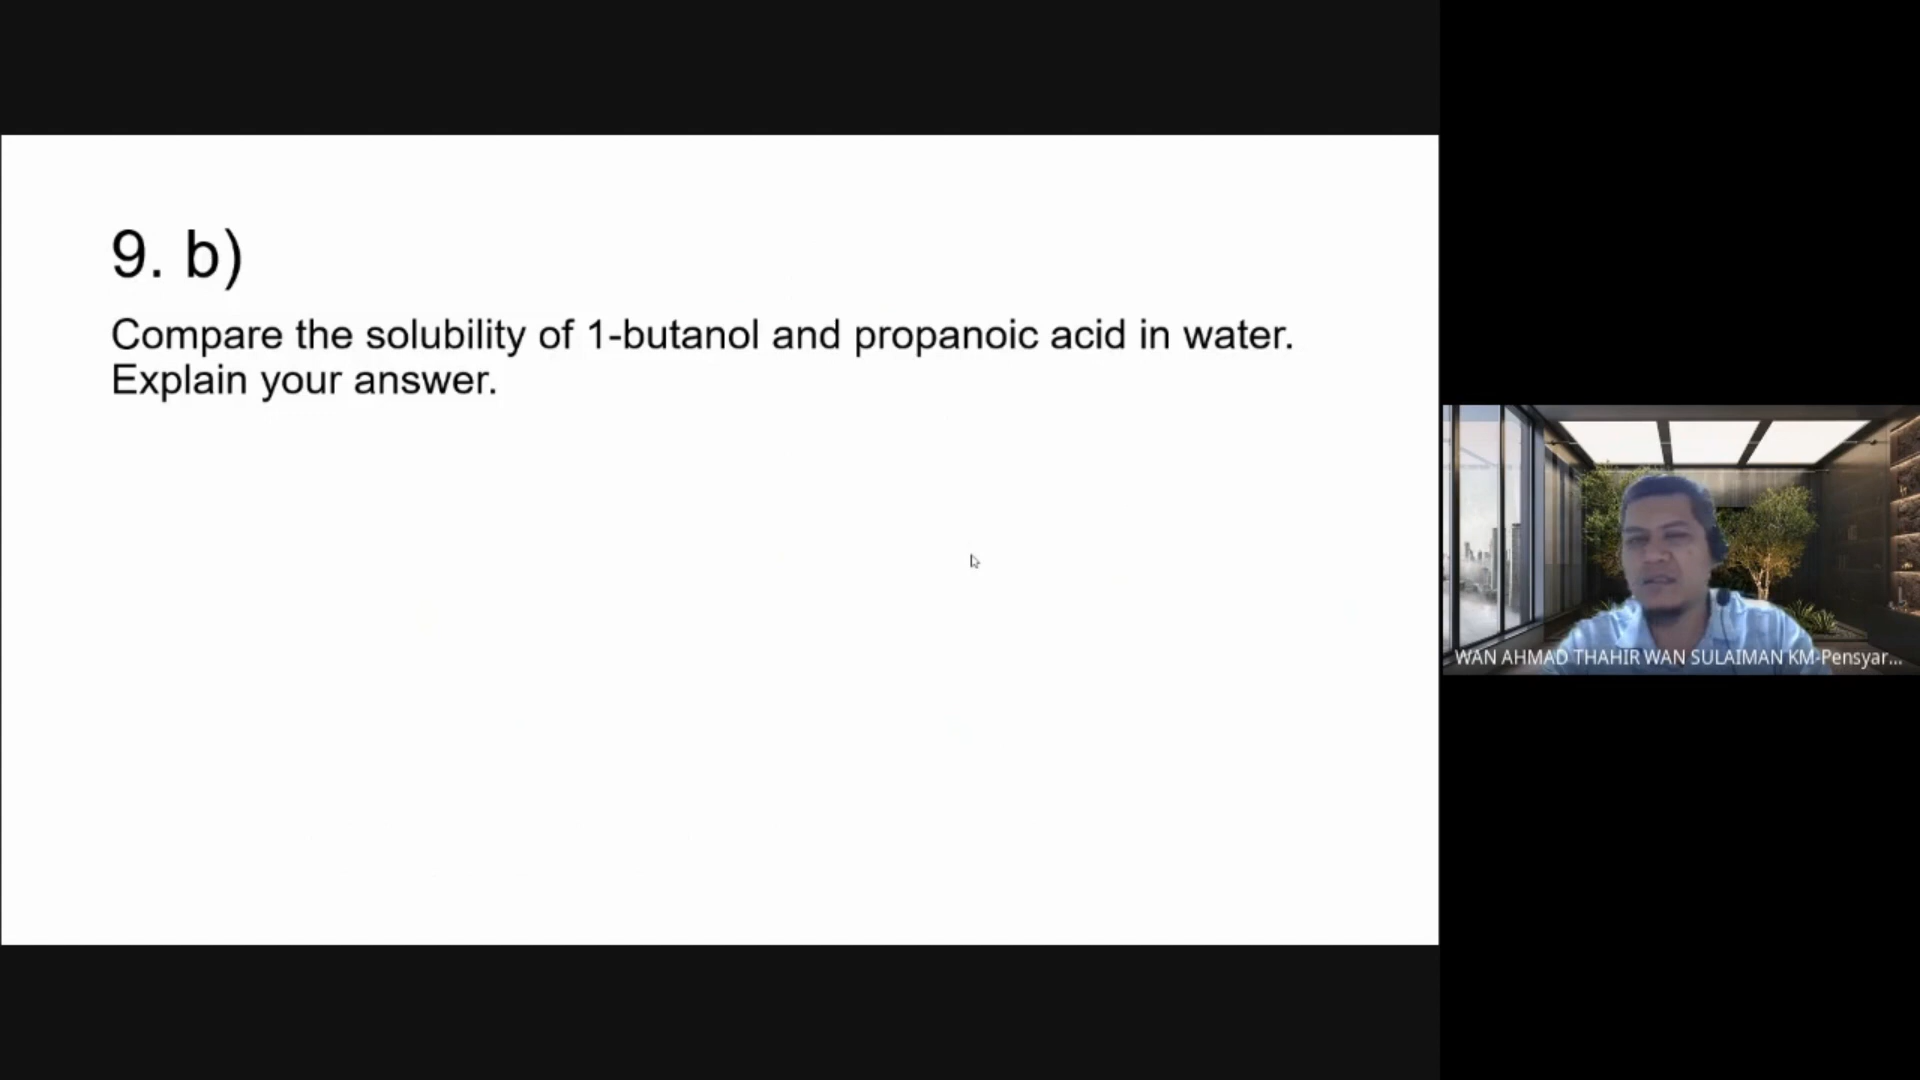 9. b)
Compare the solubility of 1-butanol and propanoic acid in water.
Explain your answer.
WAN AHMAD THAHIR WAN SULAIMAN KM-Pensyar...